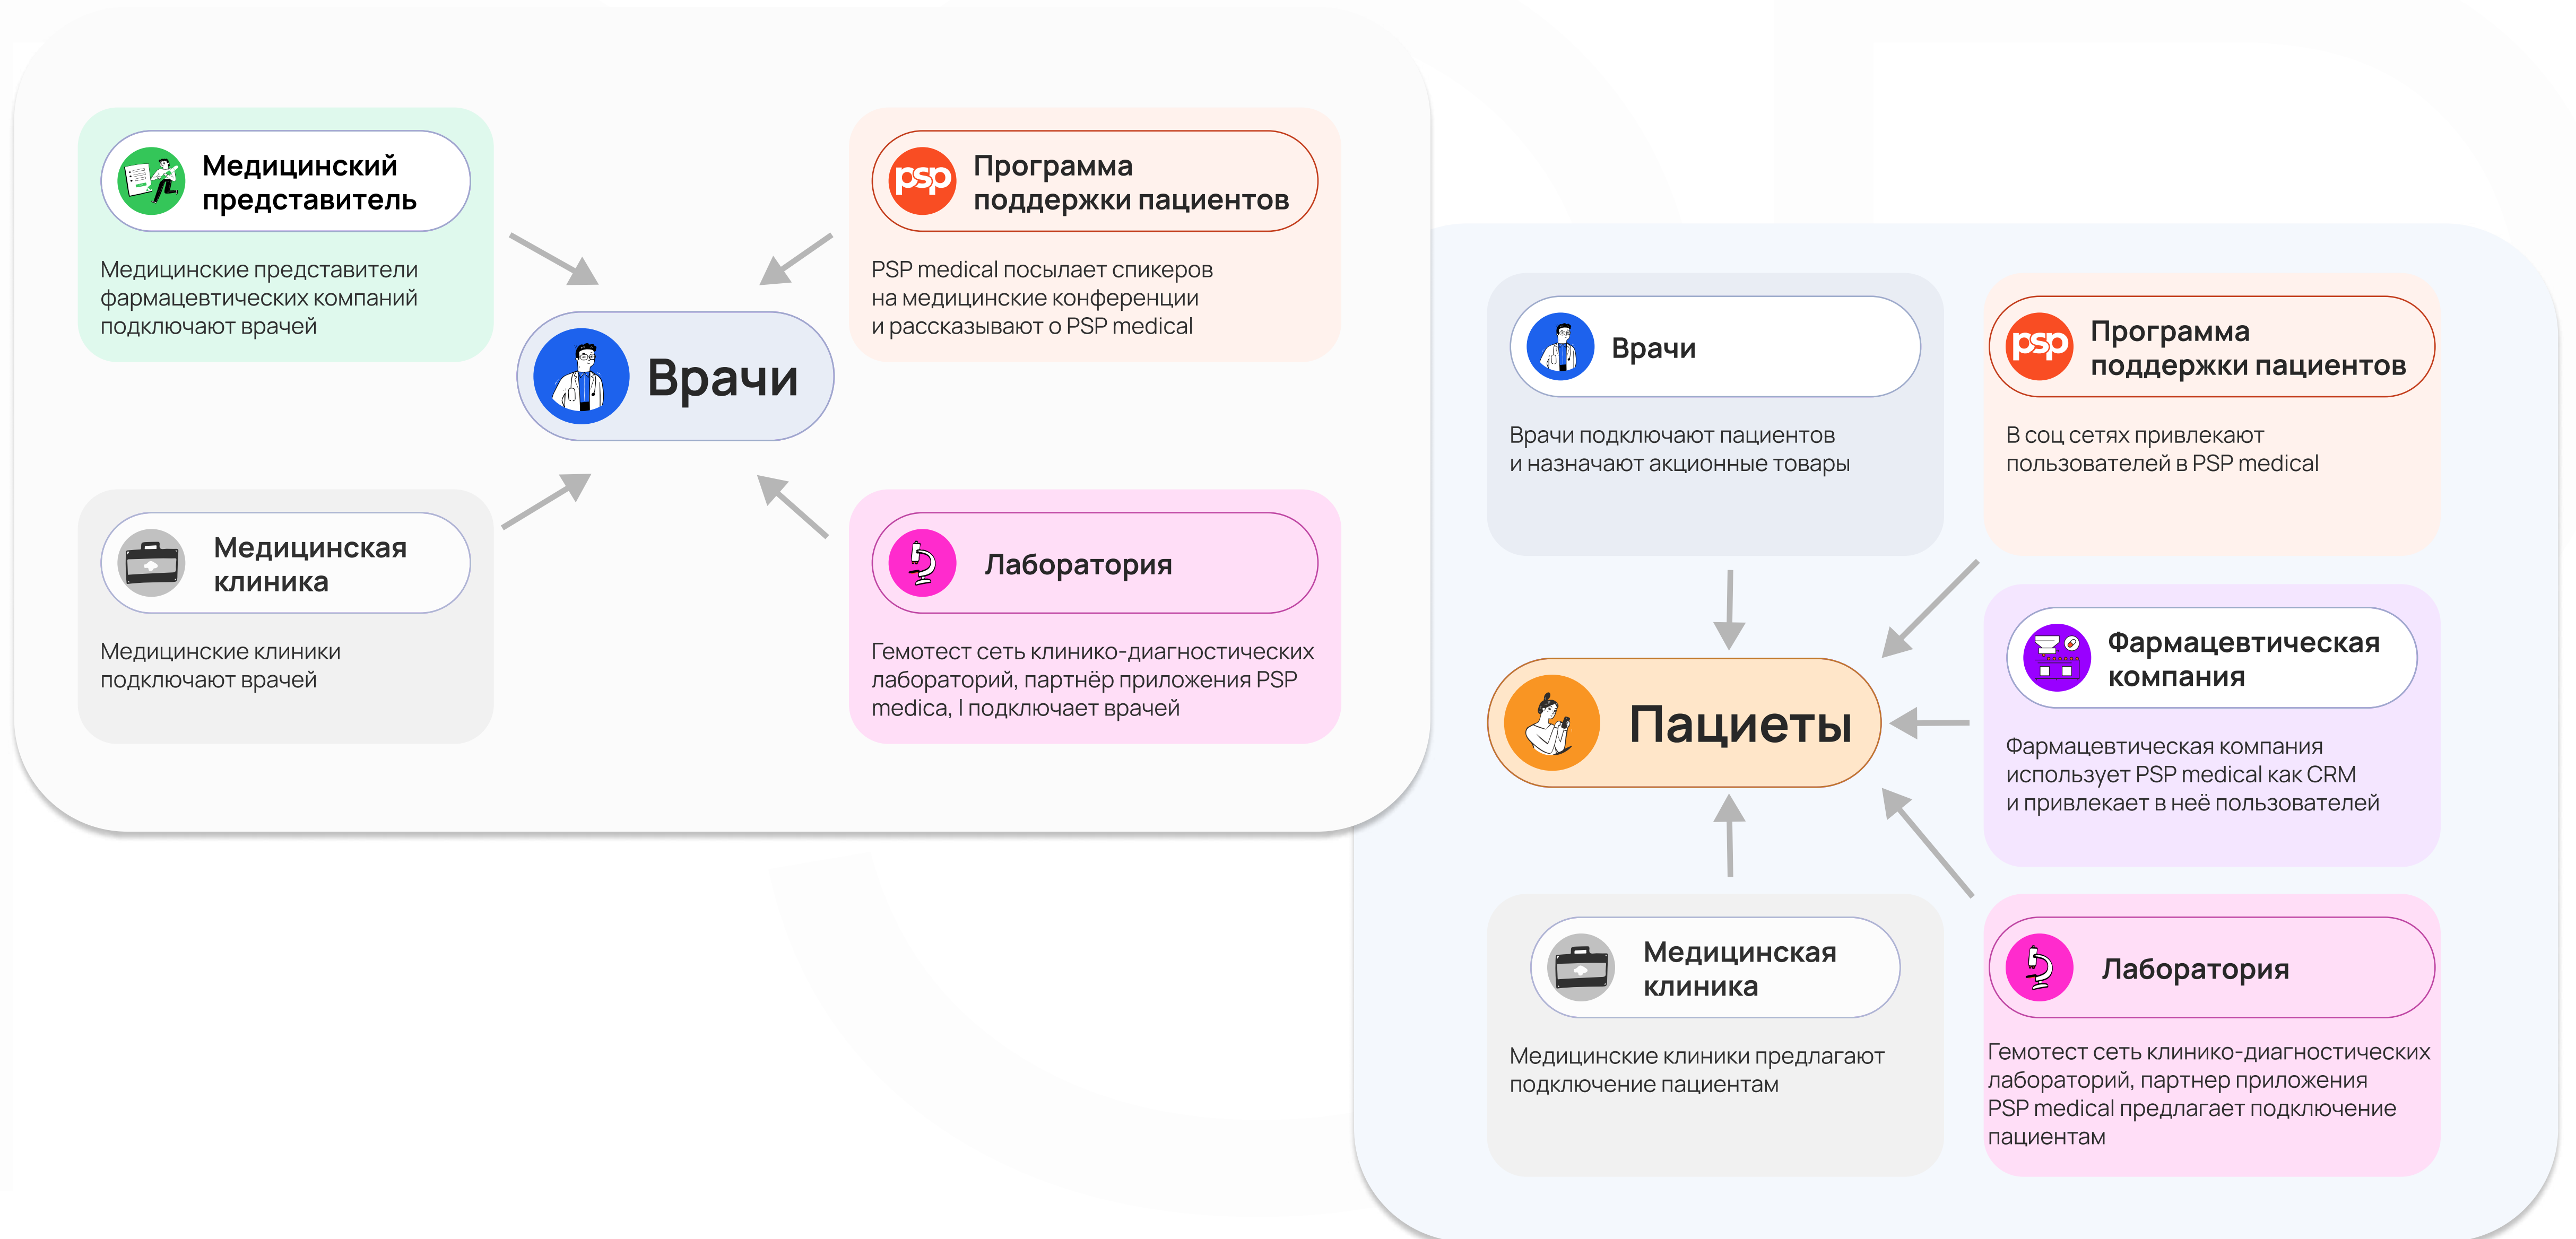 Медицинский
представитель
Медицинские представители
фармацевтических компаний
подключают врачей
psp
Программа
поддержки пациентов
PSP medical посылает спикеров
на медицинские конференции
и рассказывают о PSP medical
Врачи
Медицинская
клиника
Медицинские клиники
подключают врачей
Лаборатория
Гемотест сеть клинико-диагностических
лабораторий, партнёр приложения PSP
medica, l подключает врачей
Врачи
Врачи подключают пациентов
и назначают акционные товары
psp
Программа
поддержки пациентов
В соц сетях привлекают
пользователей в PSP medical
Пациеты
Фармацевтическая
компания
Фармацевтическая компания
использует PSP medical как CRM
и привлекает в неё пользователей
Медицинская
клиника
Медицинские клиники предлагают
подключение пациентам
Лаборатория
Гемотест сеть клинико-диагностических
лабораторий, партнер приложения
PSP medical предлагает подключение
пациентам